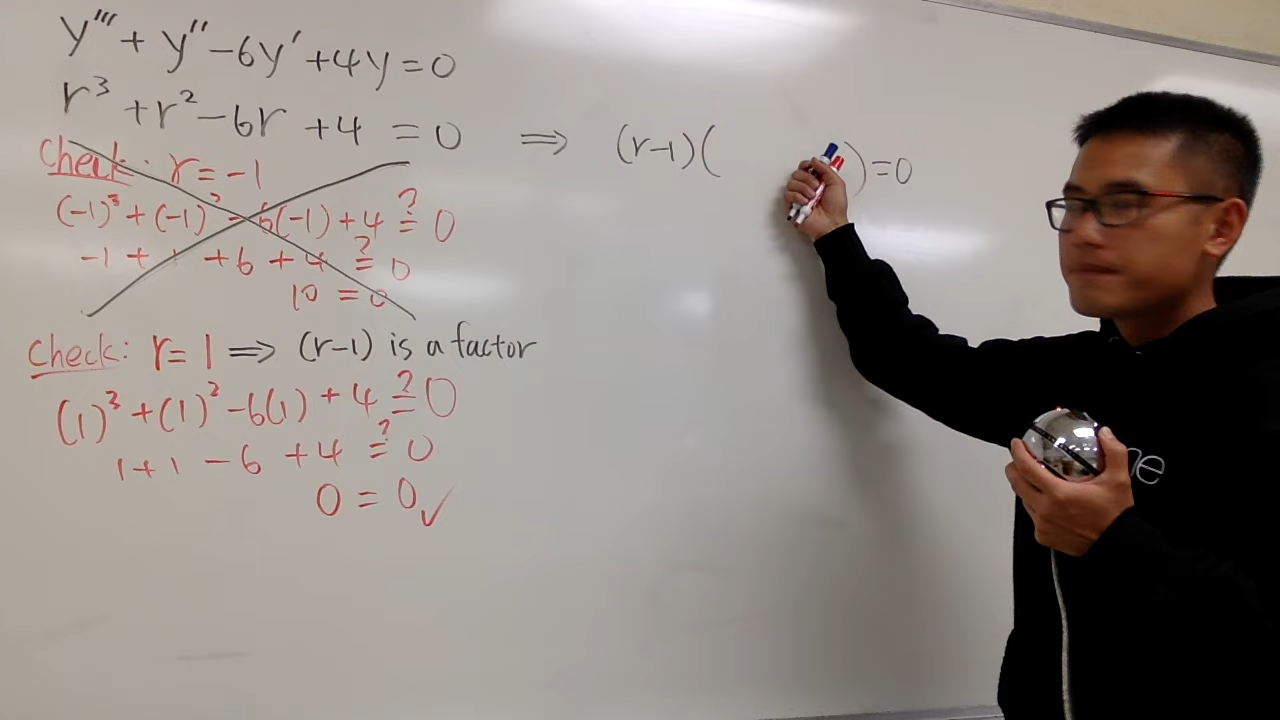 y''' + y'' - 6y' + 4y = 0
r³ + r² - 6r + 4 = 0 ⇒ (r-1)( ) = 0
Check: r = -1
(-1)³ + (-1)² - 6(-1) + 4 ≟ 0
-1 + 1 + 6 + 4 ≟ 0
10 = 0
Check: r = 1 ⇒ (r-1) is a factor
(1)³ + (1)² - 6(1) + 4 ≟ 0
1 + 1 - 6 + 4 ≟ 0
0 = 0 ✓